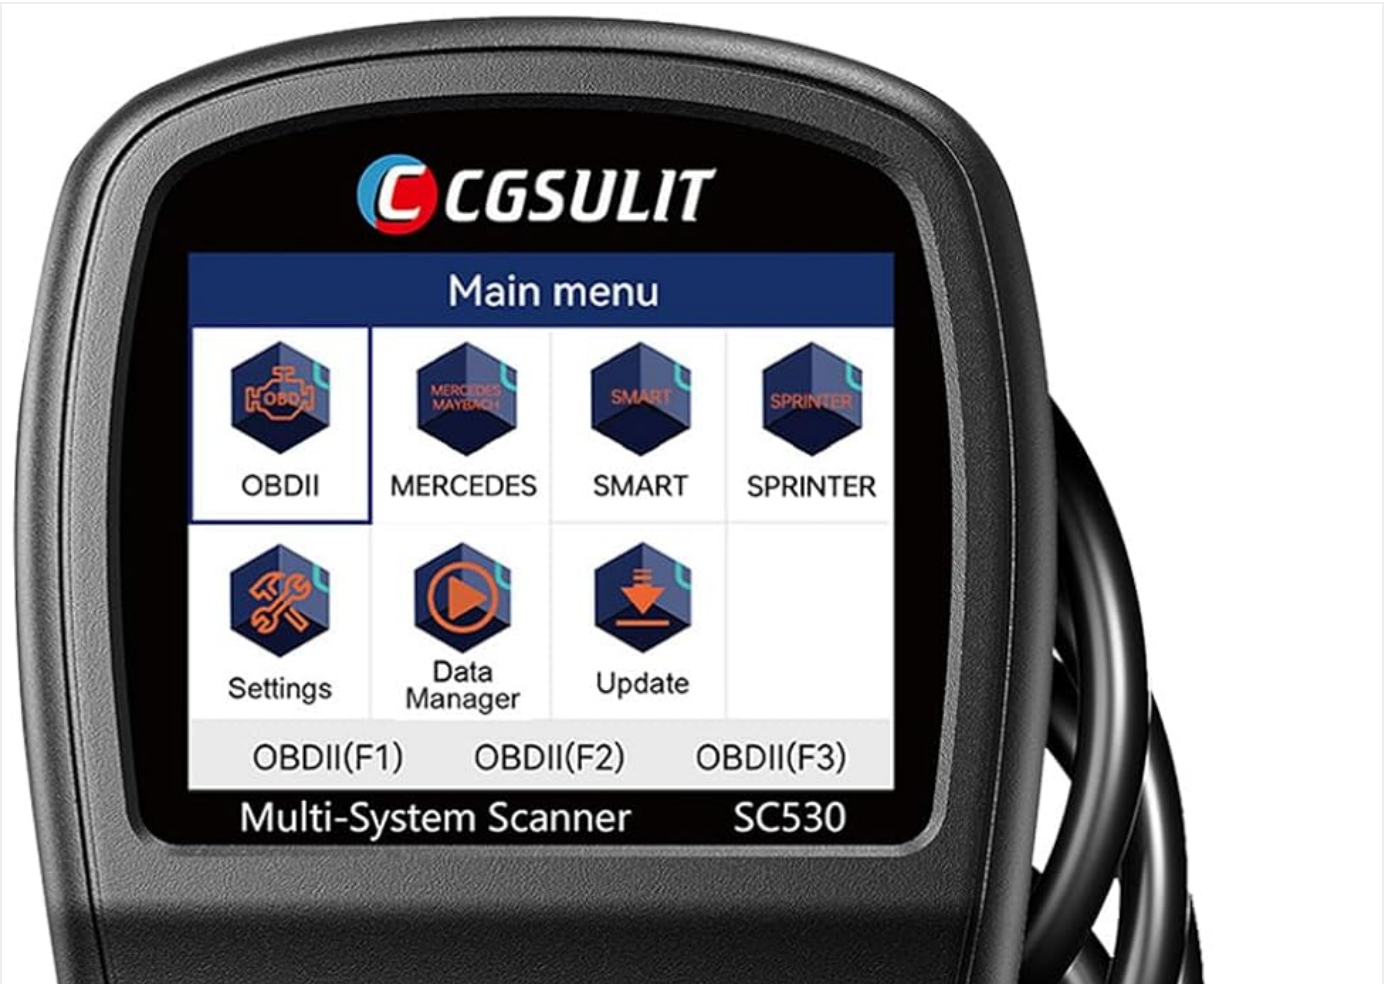 CGSULIT
Main menu
OBD
MERCEDES
MAYBACH
SMART
SPRINTER
OBDII
MERCEDES
SMART
SPRINTER
Settings
Data
Manager
Update
OBDII(F1) OBDII(F2) OBDII(F3)
Multi-System Scanner SC530